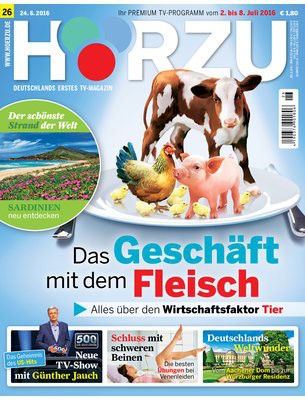 26
24. 6. 2016
Ihr PREMIUM TV-PROGRAMM vom 2. bis 8. Juli 2016
€ 1,80
WWW.HOERZU.DE
HÖRZU
DEUTSCHLANDS ERSTES TV-MAGAZIN
Der schönste
Strand der Welt
SARDINIEN
neu entdecken
Das Geschäft
mit dem Fleisch
Alles über den Wirtschaftsfaktor Tier
Das Geheimnis
des US-Hits
500
Neue
TV-Show
mit Günther Jauch
Schluss mit
schweren
Beinen
Die besten
Übungen bei
Venenleiden
Deutschlands
Weltwunder
Vom Aachener Dom bis zur
Würzburger Residenz